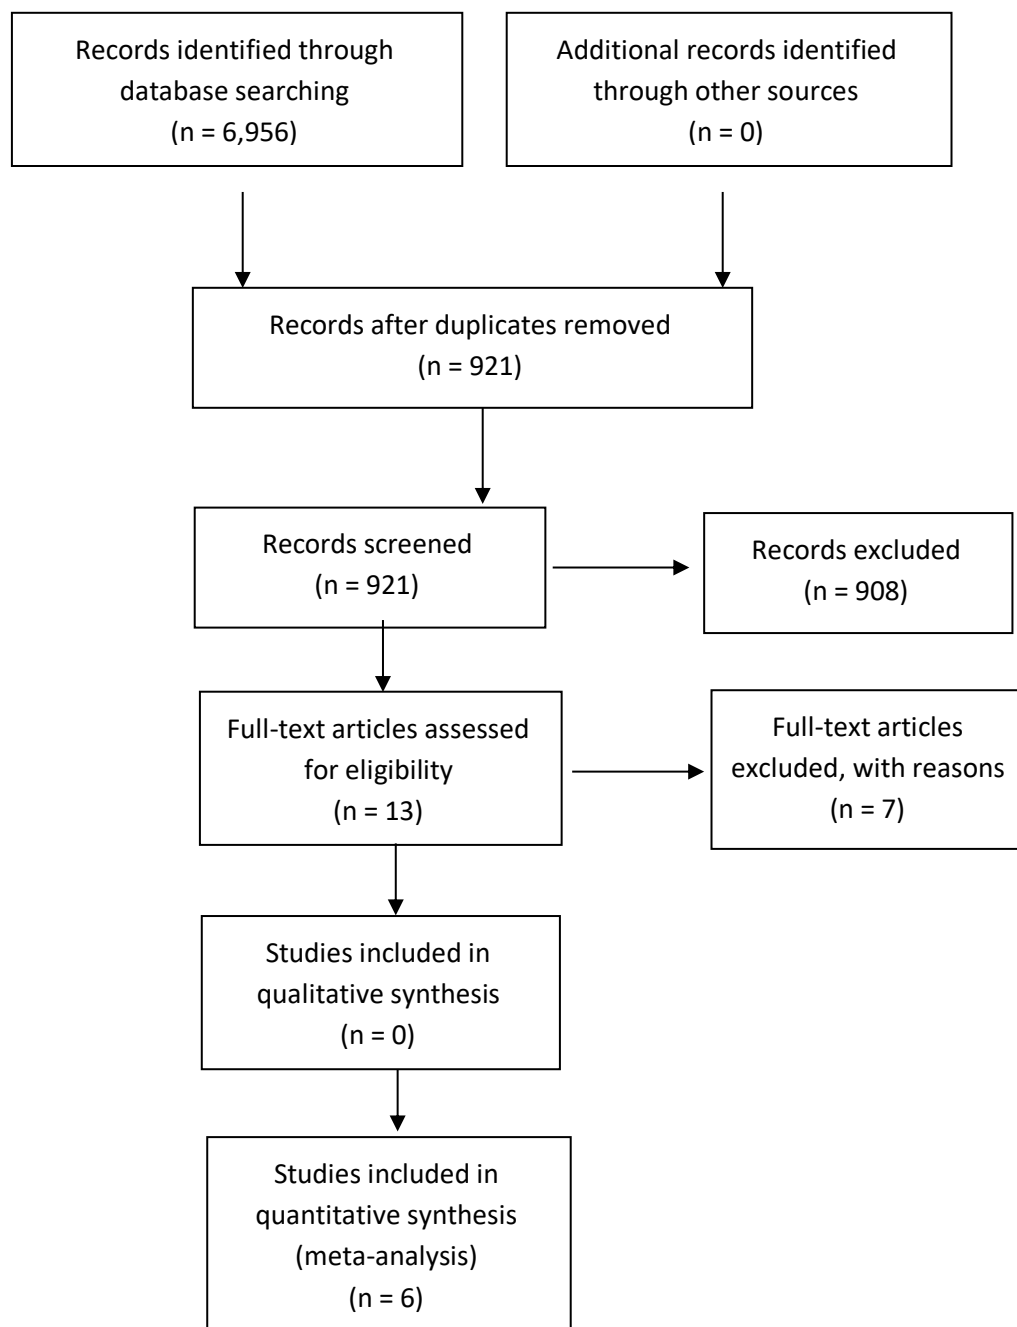 Records identified through
database searching
(n = 6,956)
Additional records identified
through other sources
(n = 0)
Records after duplicates removed
(n = 921)
Records screened
(n = 921)
Records excluded
(n = 908)
Full-text articles assessed
for eligibility
(n = 13)
Full-text articles
excluded, with reasons
(n = 7)
Studies included in
qualitative synthesis
(n = 0)
Studies included in
quantitative synthesis
(meta-analysis)
(n = 6)